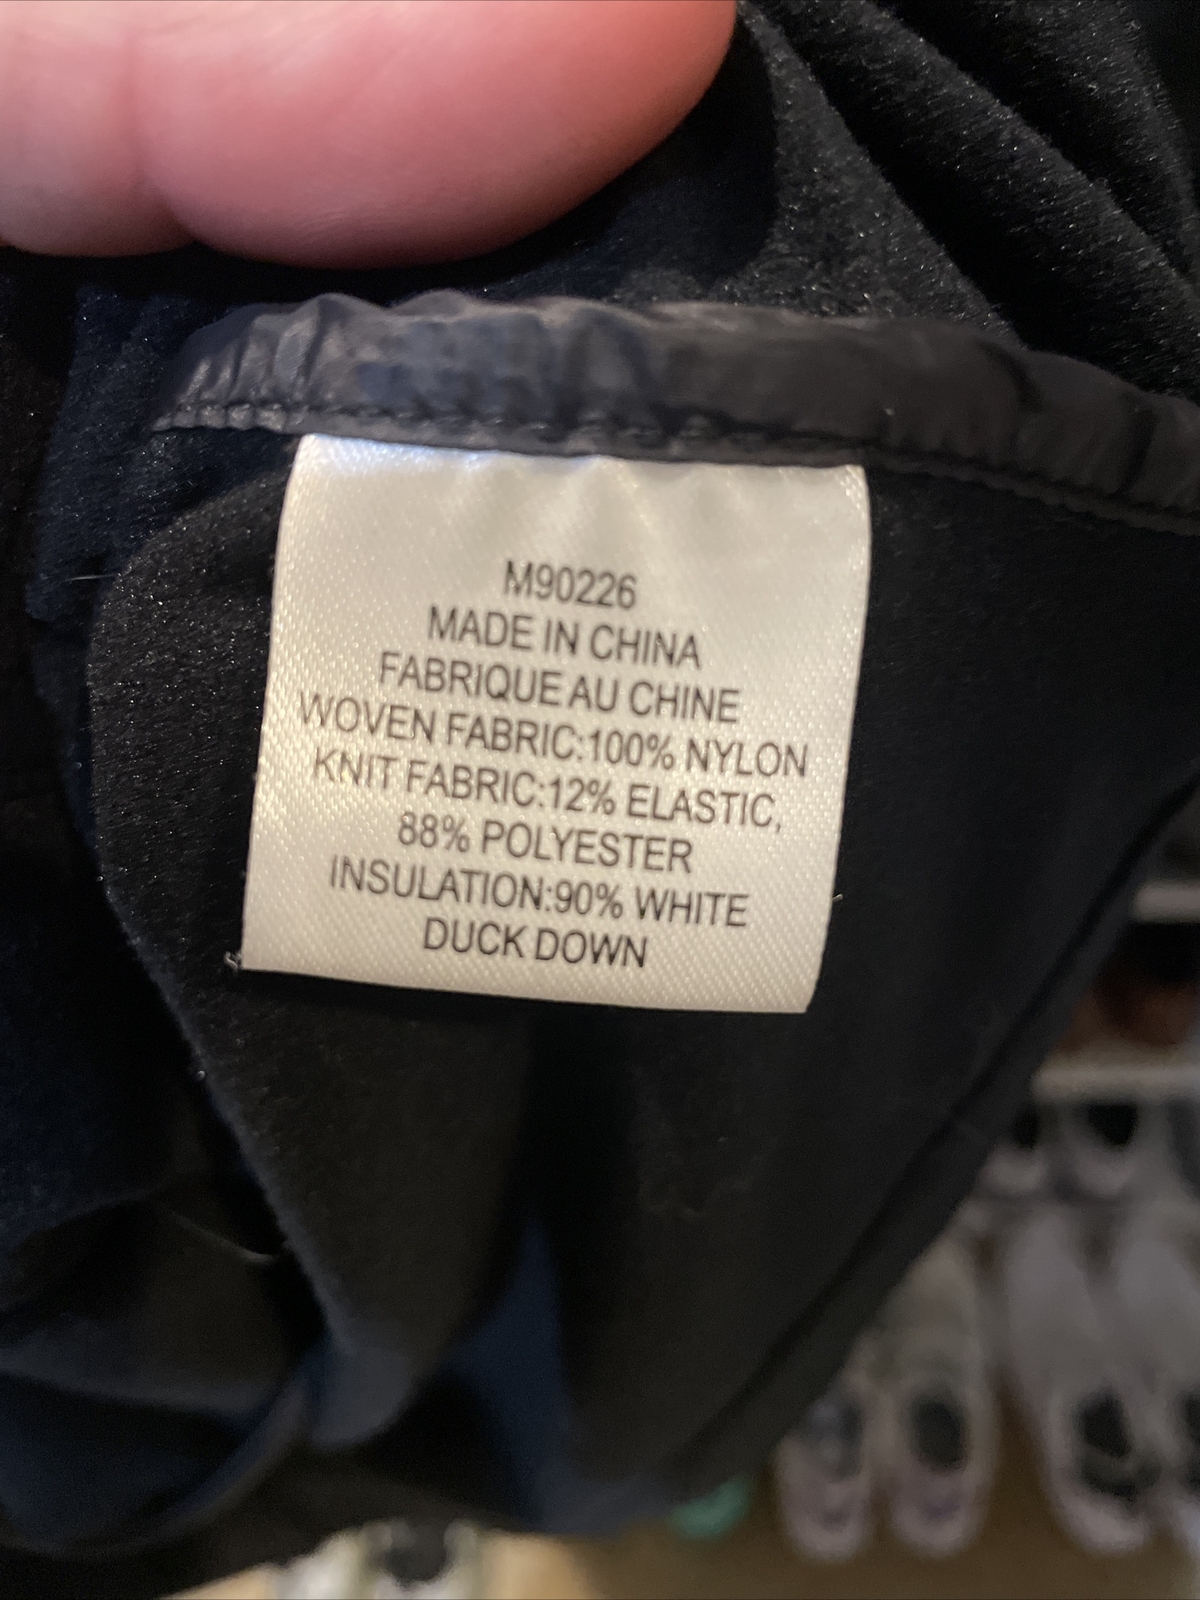 M90226
MADE IN CHINA
FABRIQUE AU CHINE
WOVEN FABRIC:100% NYLON
KNIT FABRIC:12% ELASTIC,
88% POLYESTER
INSULATION:90% WHITE
DUCK DOWN